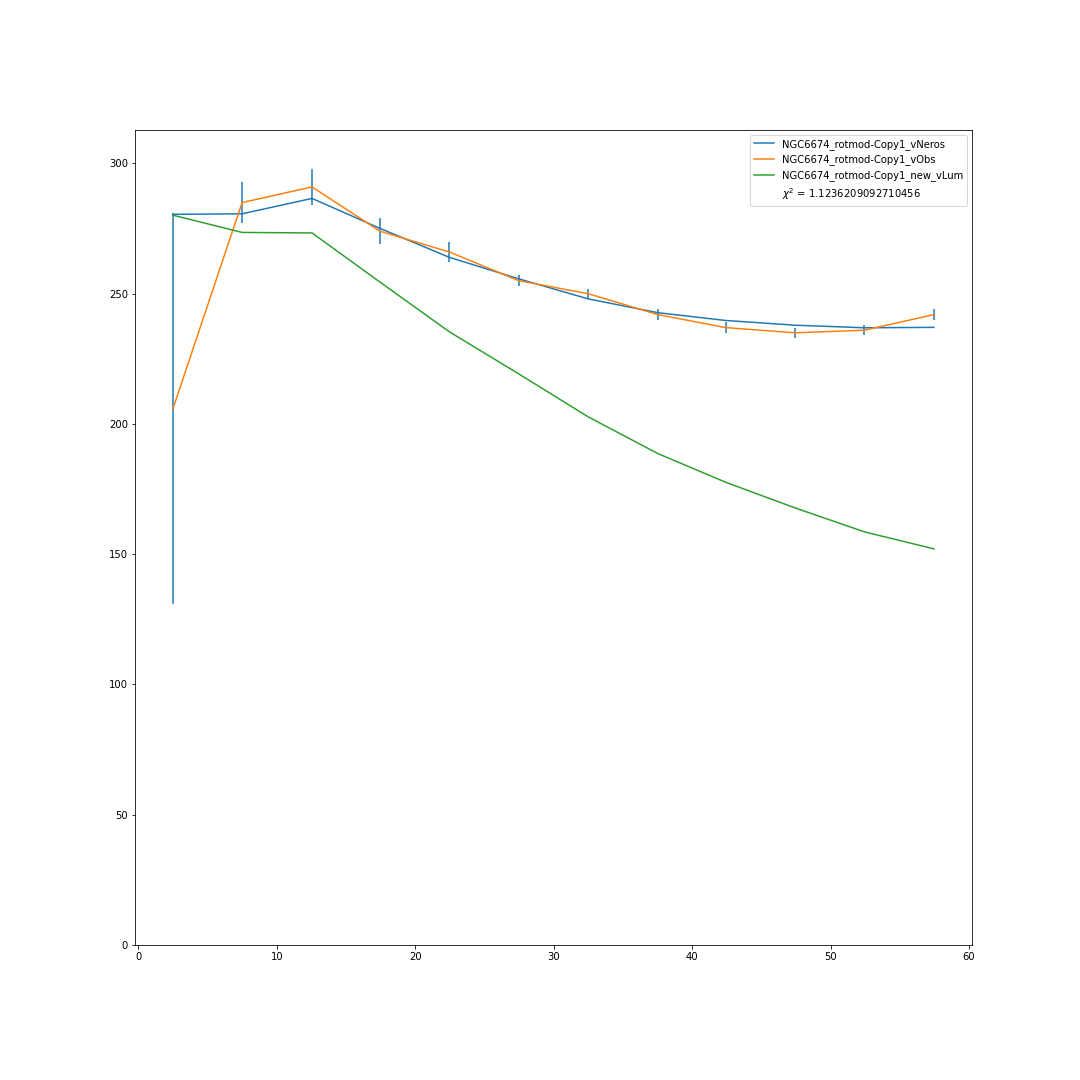 NGC6674_rotmod-Copy1_vNeros
NGC6674_rotmod-Copy1_vObs
NGC6674_rotmod-Copy1_new_vLum
χ² = 1.1236209092710456
300
250
200
150
100
50
0
0 10 20 30 40 50 60